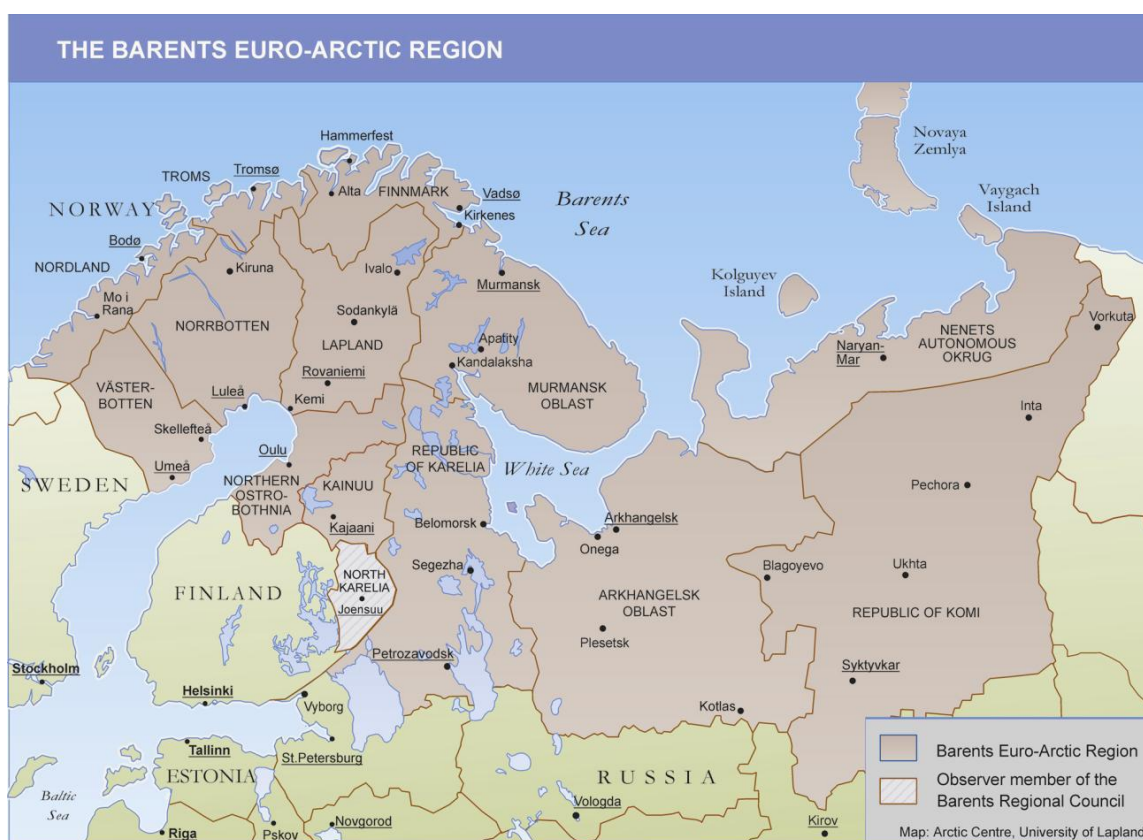 THE BARENTS EURO-ARCTIC REGION
Novaya
Zemlya
Hammerfest
TROMS
Tromsø
Alta
FINNMARK
Vadsø
Kirkenes
Barents
Sea
Vaygach
Island
NORWAY
Bodø
NORDLAND
Kiruna
Ivalo
Murmansk
Kolguyev
Island
Mo i
Rana
NORRBOTTEN
Sodankylä
LAPLAND
Apatity
Kandalaksha
Naryan-
Mar
NENETS
AUTONOMOUS
OKRUG
Vorkuta
VÄSTER-
BOTTEN
Luleå
Rovaniemi
Kemi
MURMANSK
OBLAST
Inta
Skellefteå
Umeå
Oulu
REPUBLIC
OF KARELIA
White Sea
SWEDEN
NORTHERN
OSTRO-
BOTHNIA
KAINUU
Kajaani
Pechora
Belomorsk
Arkhangelsk
Onega
Segezha
Blagoyevo
Ukhta
FINLAND
NORTH
KARELIA
Joensuu
ARKHANGELSK
OBLAST
REPUBLIC OF KOMI
Plesetsk
Petrozavodsk
Syktyvkar
Stockholm
Helsinki
Vyborg
Kotlas
Tallinn
ESTONIA
St.Petersburg
RUSSIA
Baltic
Sea
Riga
Pskov
Novgorod
Vologda
Kirov
Barents Euro-Arctic Region
Observer member of the
Barents Regional Council
Map: Arctic Centre, University of Lapland